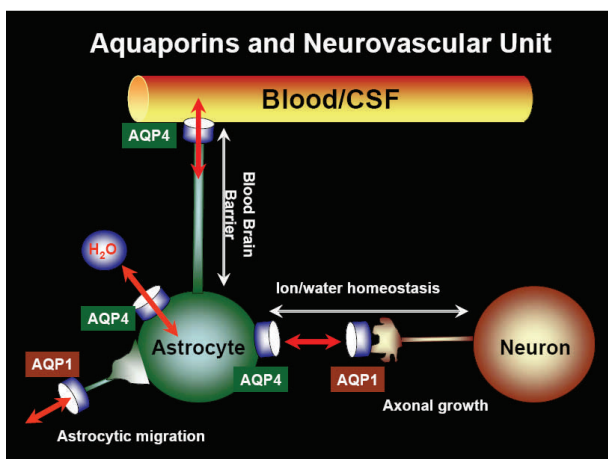 Aquaporins and Neurovascular Unit
Blood/CSF
AQP4
Blood Brain
Barrier
H2O
Ion/water homeostasis
AQP4
Astrocyte
Neuron
AQP1
AQP4
AQP1
Axonal growth
Astrocytic migration